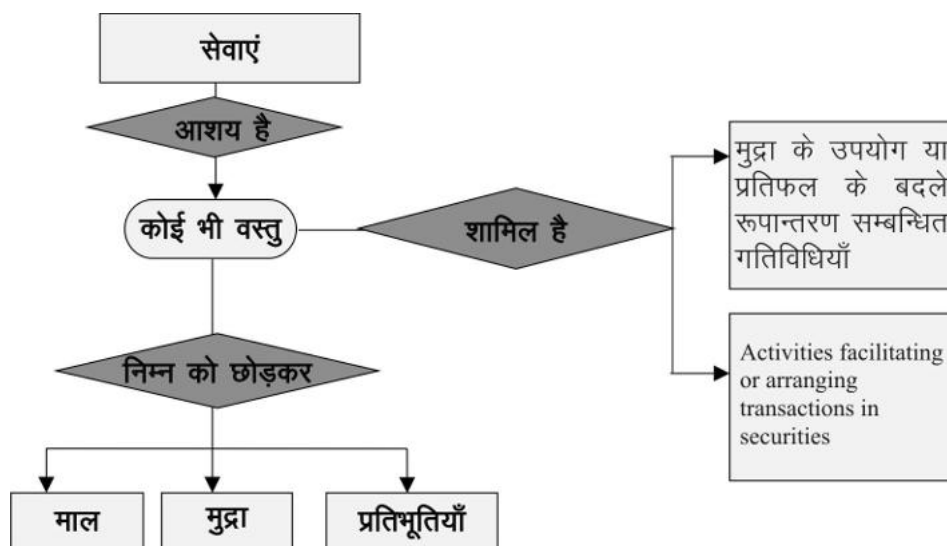 सेवाएं
आशय है
कोई भी वस्तु
शामिल है
मुद्रा के उपयोग या
प्रतिफल के बदले
रूपान्तरण सम्बन्धित
गतिविधियाँ
Activities facilitating
or arranging
transactions in
securities
निम्न को छोड़कर
माल
मुद्रा
प्रतिभूतियाँ